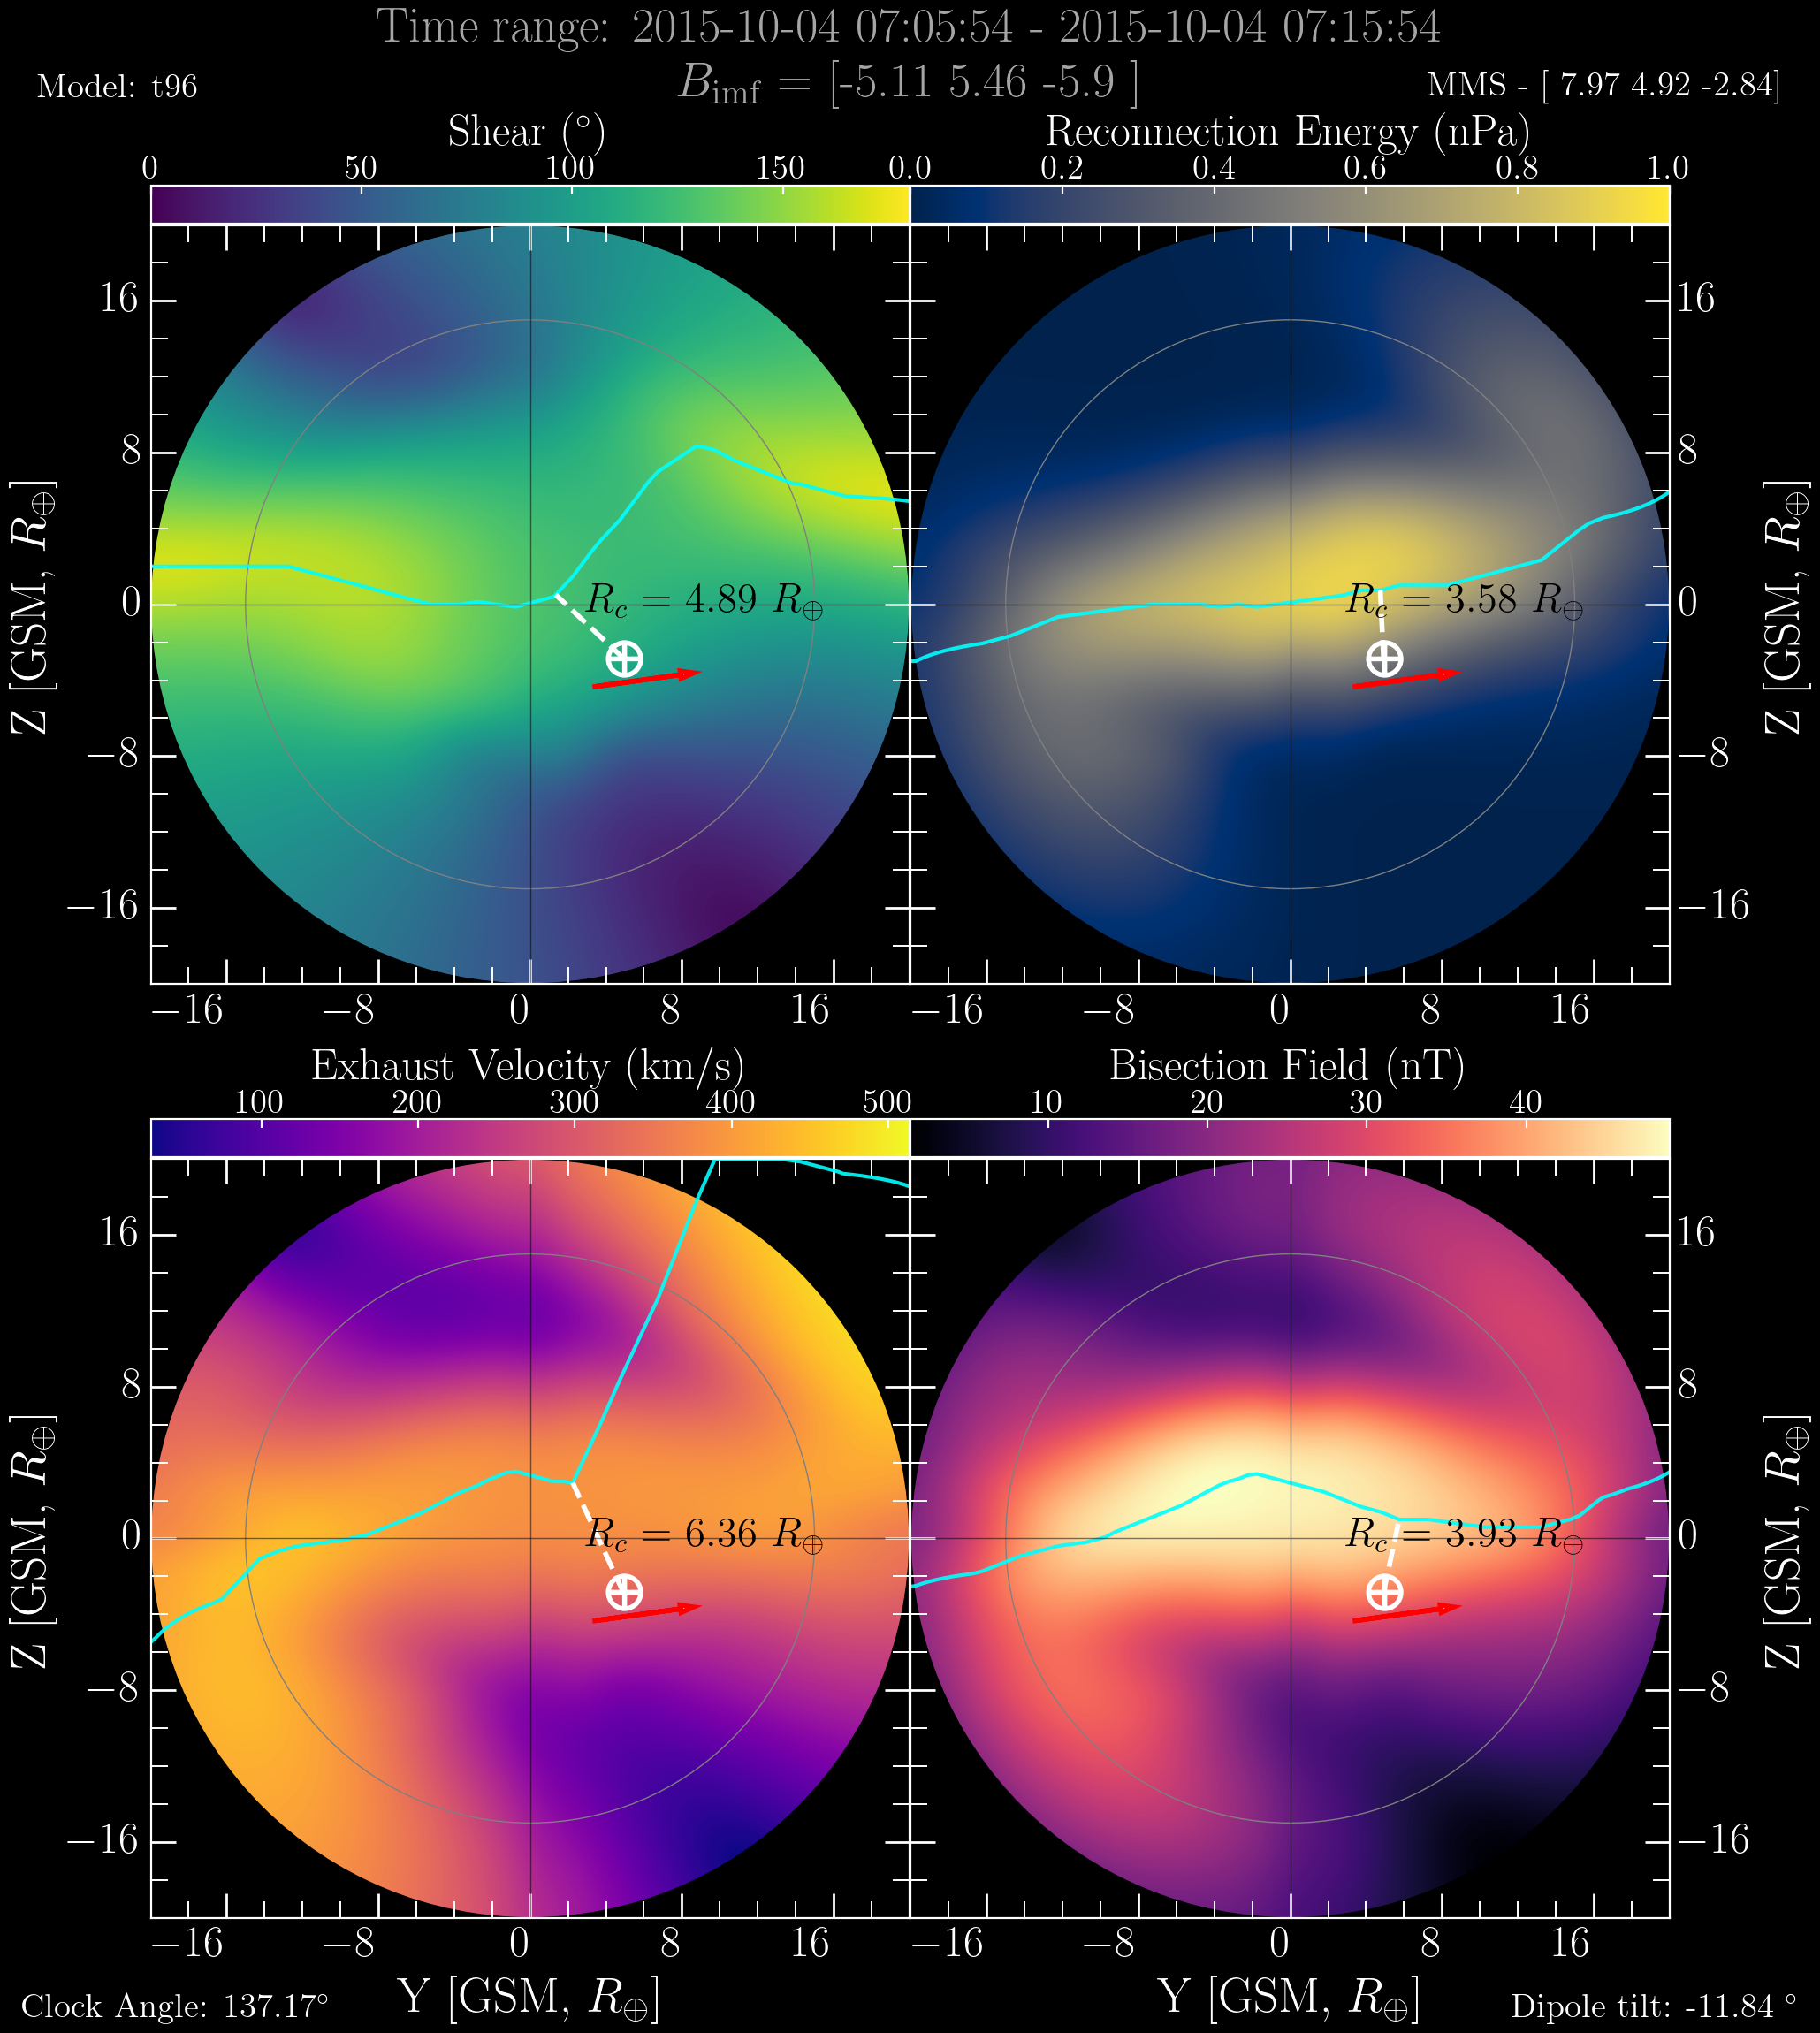 Time range: 2015-10-04 07:05:54 - 2015-10-04 07:15:54
Model: t96
B_imf = [-5.11 5.46 -5.9 ]
MMS - [ 7.97 4.92 -2.84]
Shear (°)
Reconnection Energy (nPa)
0 50 100 150
0.0 0.2 0.4 0.6 0.8 1.0
16 8 0 −8 −16
Z [GSM, R⊕]
R_c = 4.89 R⊕
R_c = 3.58 R⊕
16 8 0 −8 −16
Z [GSM, R⊕]
−16 −8 0 8 16
−16 −8 0 8 16
Exhaust Velocity (km/s)
Bisection Field (nT)
100 200 300 400 500
10 20 30 40
16 8 0 −8 −16
Z [GSM, R⊕]
R_c = 6.36 R⊕
R_c = 3.93 R⊕
16 8 0 −8 −16
Z [GSM, R⊕]
−16 −8 0 8 16
−16 −8 0 8 16
Y [GSM, R⊕]
Y [GSM, R⊕]
Clock Angle: 137.17°
Dipole tilt: -11.84 °